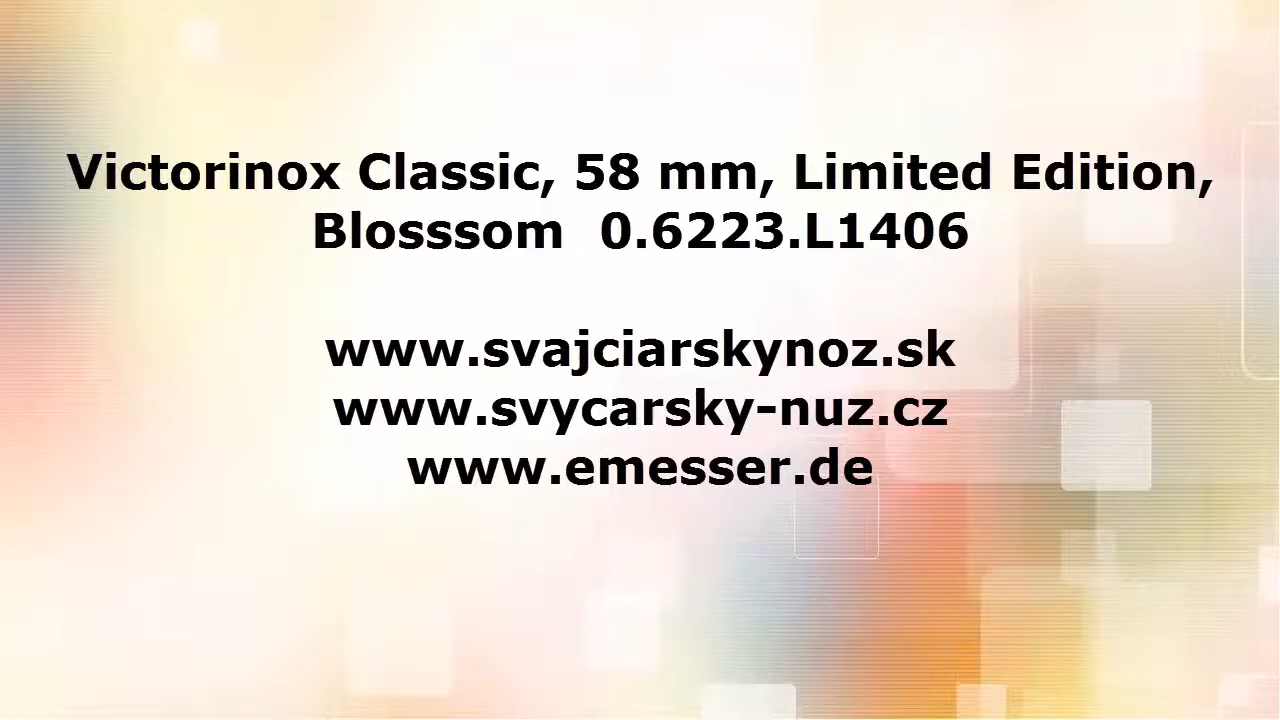 Victorinox Classic, 58 mm, Limited Edition,
Blosssom  0.6223.L1406
www.svajciarskynoz.sk
www.svycarsky-nuz.cz
www.emesser.de